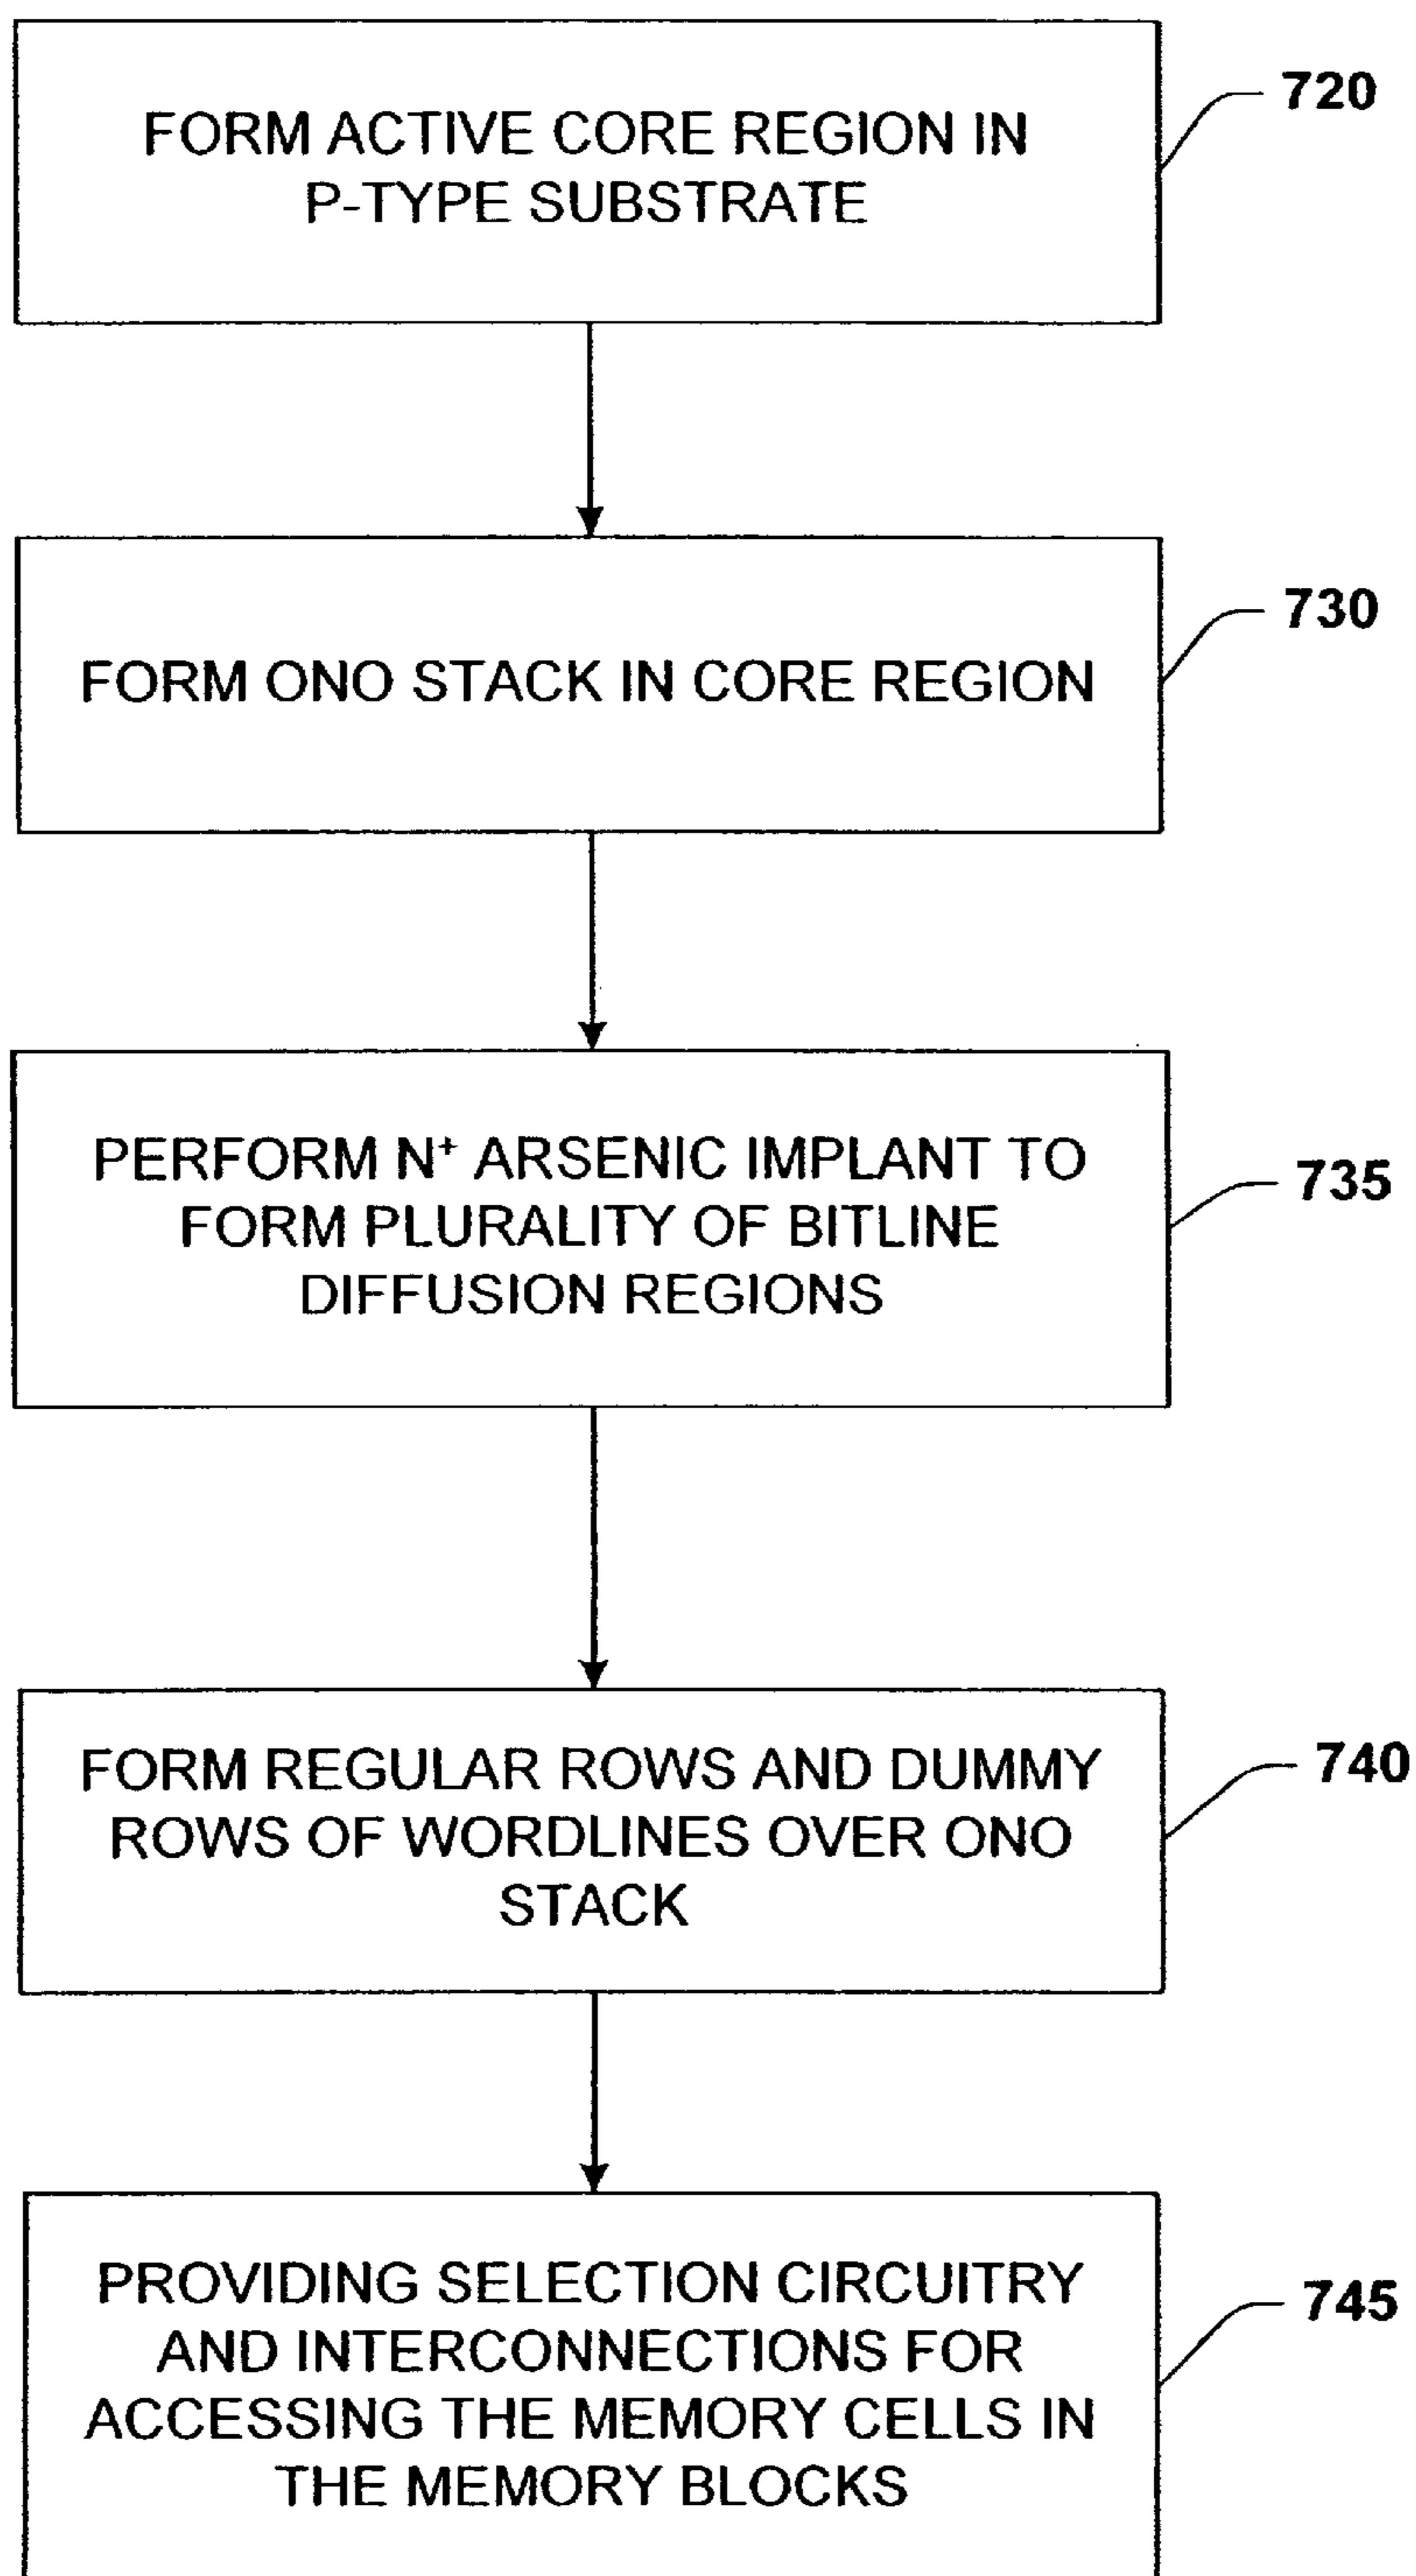 FORM ACTIVE CORE REGION IN
P-TYPE SUBSTRATE
720
FORM ONO STACK IN CORE REGION
730
PERFORM N⁺ ARSENIC IMPLANT TO
FORM PLURALITY OF BITLINE
DIFFUSION REGIONS
735
FORM REGULAR ROWS AND DUMMY
ROWS OF WORDLINES OVER ONO
STACK
740
PROVIDING SELECTION CIRCUITRY
AND INTERCONNECTIONS FOR
ACCESSING THE MEMORY CELLS IN
THE MEMORY BLOCKS
745